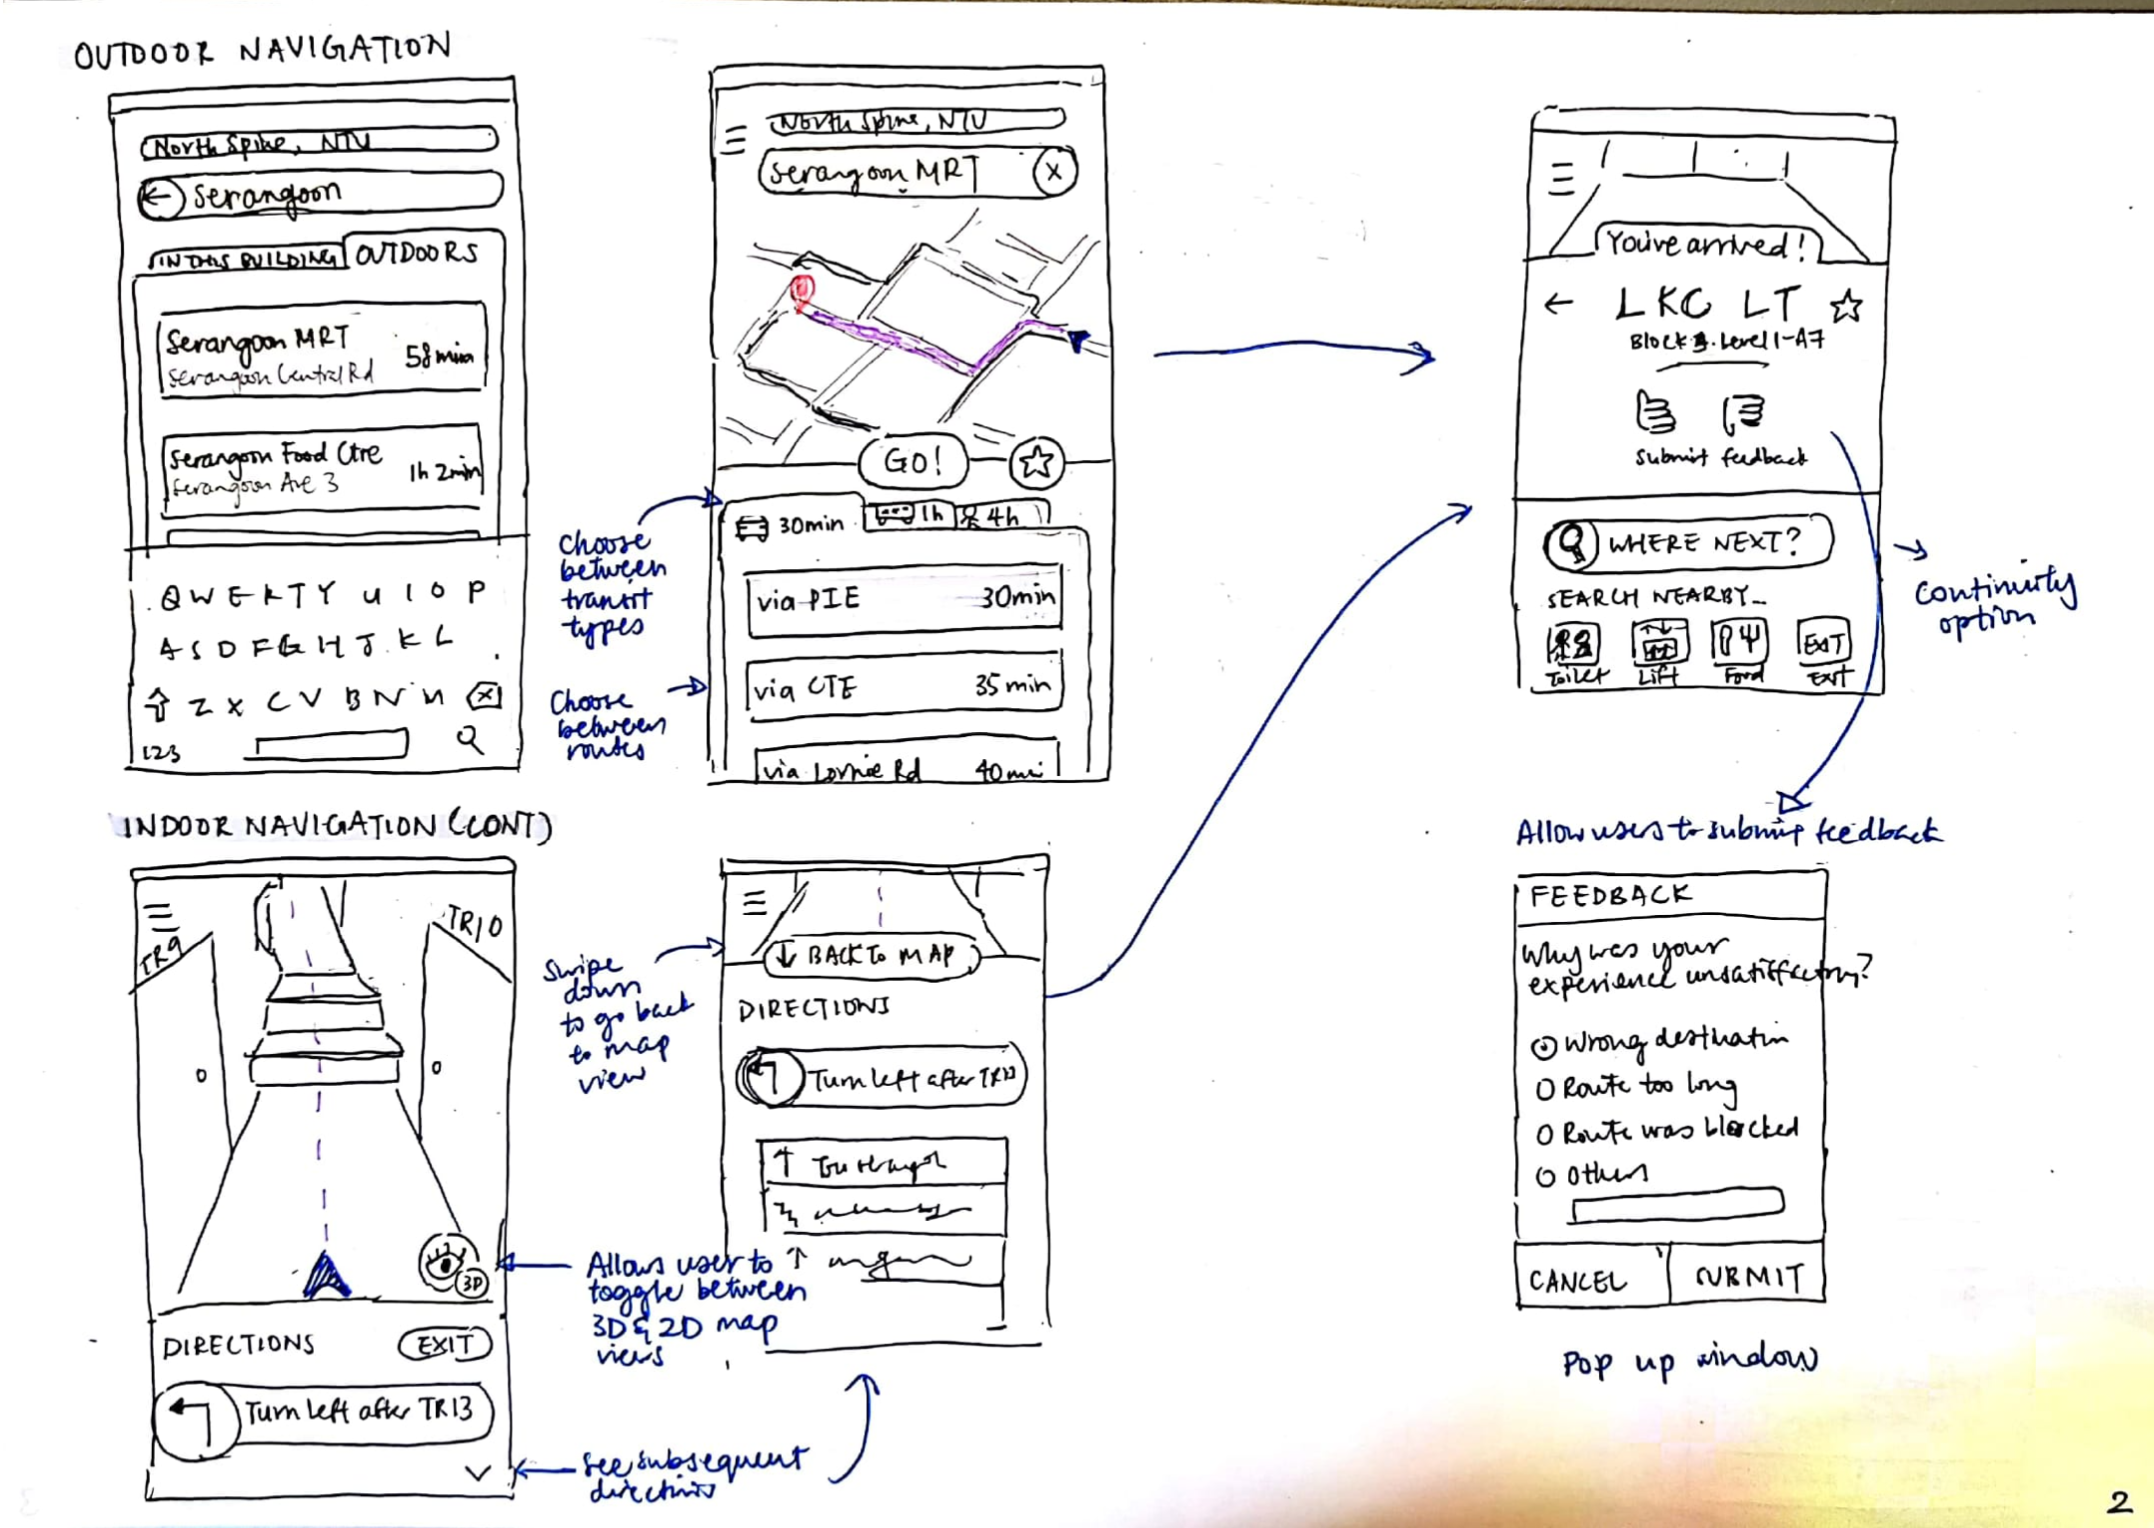 OUTDOOR NAVIGATION
North Spine, NTU
Serangoon
IN THIS BUILDING
OUTDOORS
Serangoon MRT
58 min
Serangoon Central Rd
Serangoon Food Ctre
1h 2min
Serangoon Ave 3
Q W E R T Y U I O P
A S D F G H J K L
Z X C V B N M
123
North Spine, NTU
Serangoon MRT
X
GO!
30min
1h
4h
via PIE 30min
via CTE 35 min
via Lornie Rd
Choose
between
transit
types
Choose
between
routes
You've arrived!
LKC LT
Level 1-A7
Submit feedback
WHERE NEXT?
SEARCH NEARBY...
Toilet
Lift
Food
EXIT
Exit
Continuity
option
Allow users to submit feedback
FEEDBACK
Why was your
experience unsatisfactory?
Wrong destination
Route too long
Route was blocked
Others
CANCEL
SUBMIT
Pop up window
INDOOR NAVIGATION (CONT)
TR9
TR10
3D
DIRECTIONS
EXIT
Turn left after TR13
BACK TO MAP
DIRECTIONS
Turn left after TR13
Swipe
down
to go back
to map
view
Allows user to
toggle between
3D & 2D map
views
See subsequent
directions
2